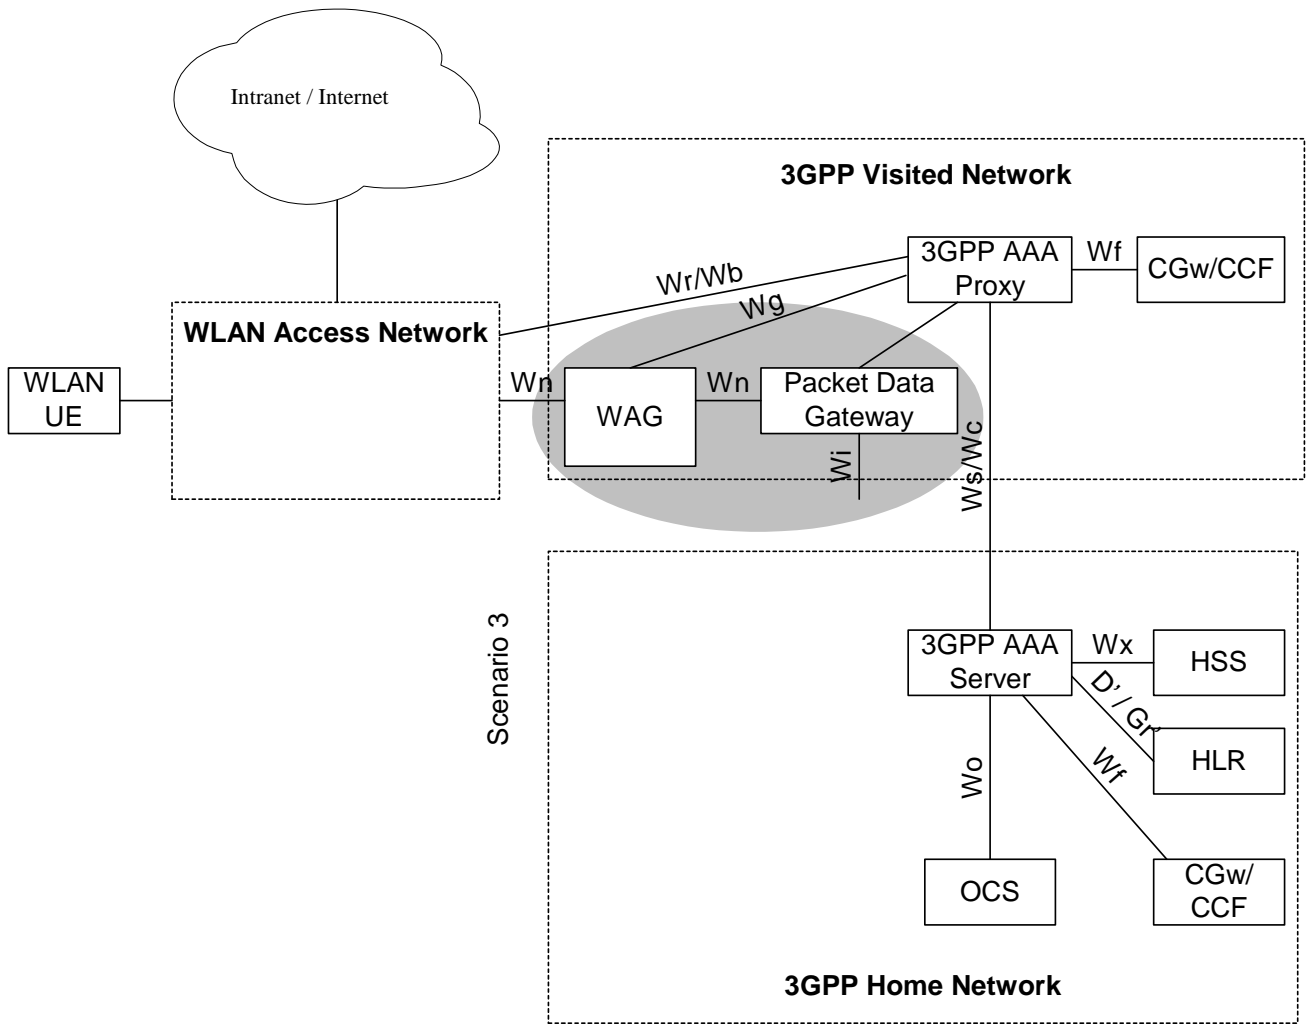 Intranet / Internet
3GPP Visited Network
3GPP AAA
Proxy
Wf
CGw/CCF
Wr/Wb
Wg
WLAN Access Network
WLAN
UE
Wn
WAG
Wn
Packet Data
Gateway
Wi
Ws/Wc
Scenario 3
3GPP AAA
Server
Wx
HSS
D' / Gr'
HLR
Wo
Wf
OCS
CGw/
CCF
3GPP Home Network